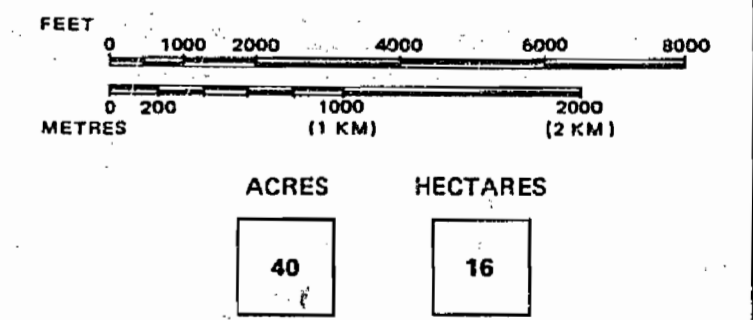 FEET
0 1000 2000 4000 6000 8000
0 200 1000 2000
METRES (1 KM) (2 KM)
ACRES HECTARES
40 16